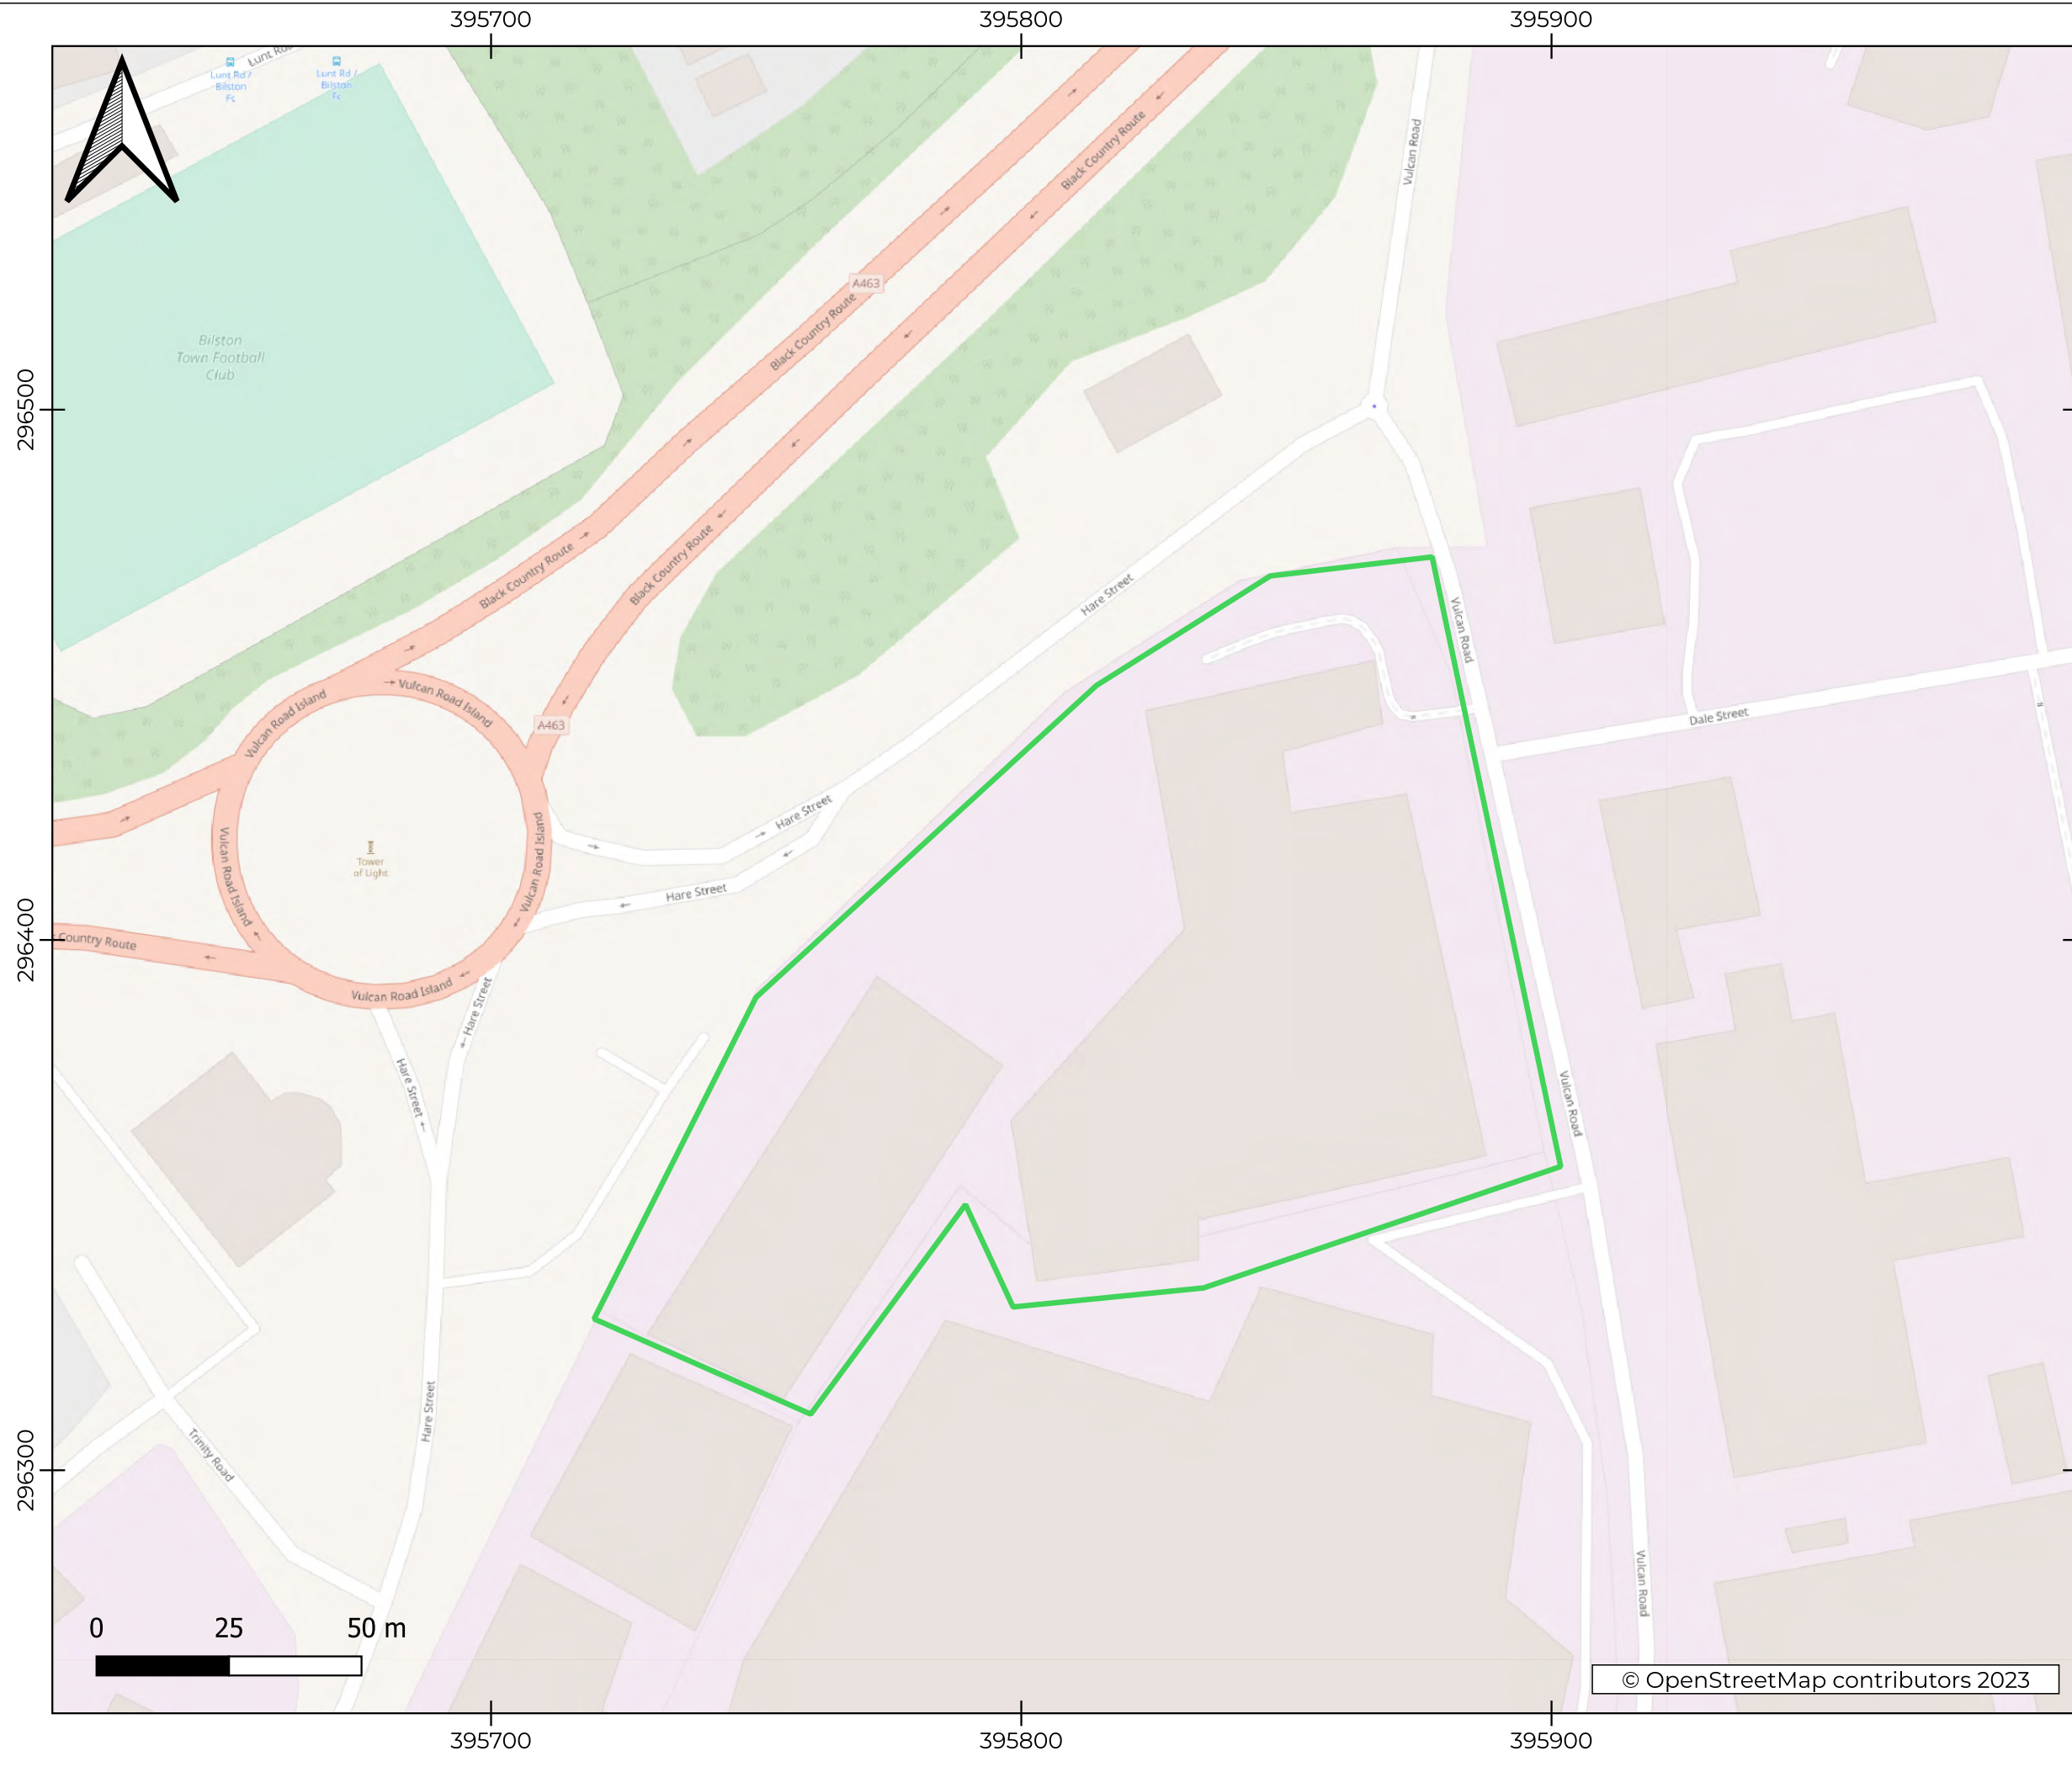 395700
395800
395900
Lunt Rd /
Bilston
Fc
Lunt Rd /
Bilston
Fc
Vulcan Road
Black Country Route
A463
Black Country Route
Bilston
Town Football
Club
296500
Black Country Route
Black Country Route
Hare Street
Vulcan Road
Vulcan Road Island
Vulcan Road Island
A463
Dale Street
Hare Street
Vulcan Road Island
Vulcan Road Island
Tower
of Light
Hare Street
296400
Country Route
Vulcan Road Island
Hare Street
Hare Street
Vulcan Road
Hare Street
Trinity Road
296300
Vulcan Road
0 25 50 m
© OpenStreetMap contributors 2023
395700
395800
395900